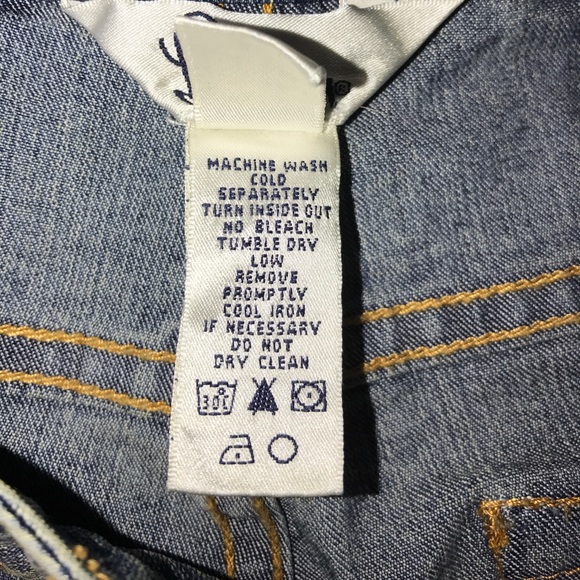 ®
MACHINE WASH
COLD
SEPARATELY
TURN INSIDE OUT
NO BLEACH
TUMBLE DRY
LOW
REMOVE
PROMPTLY
COOL IRON
IF NECESSARY
DO NOT
DRY CLEAN
30C